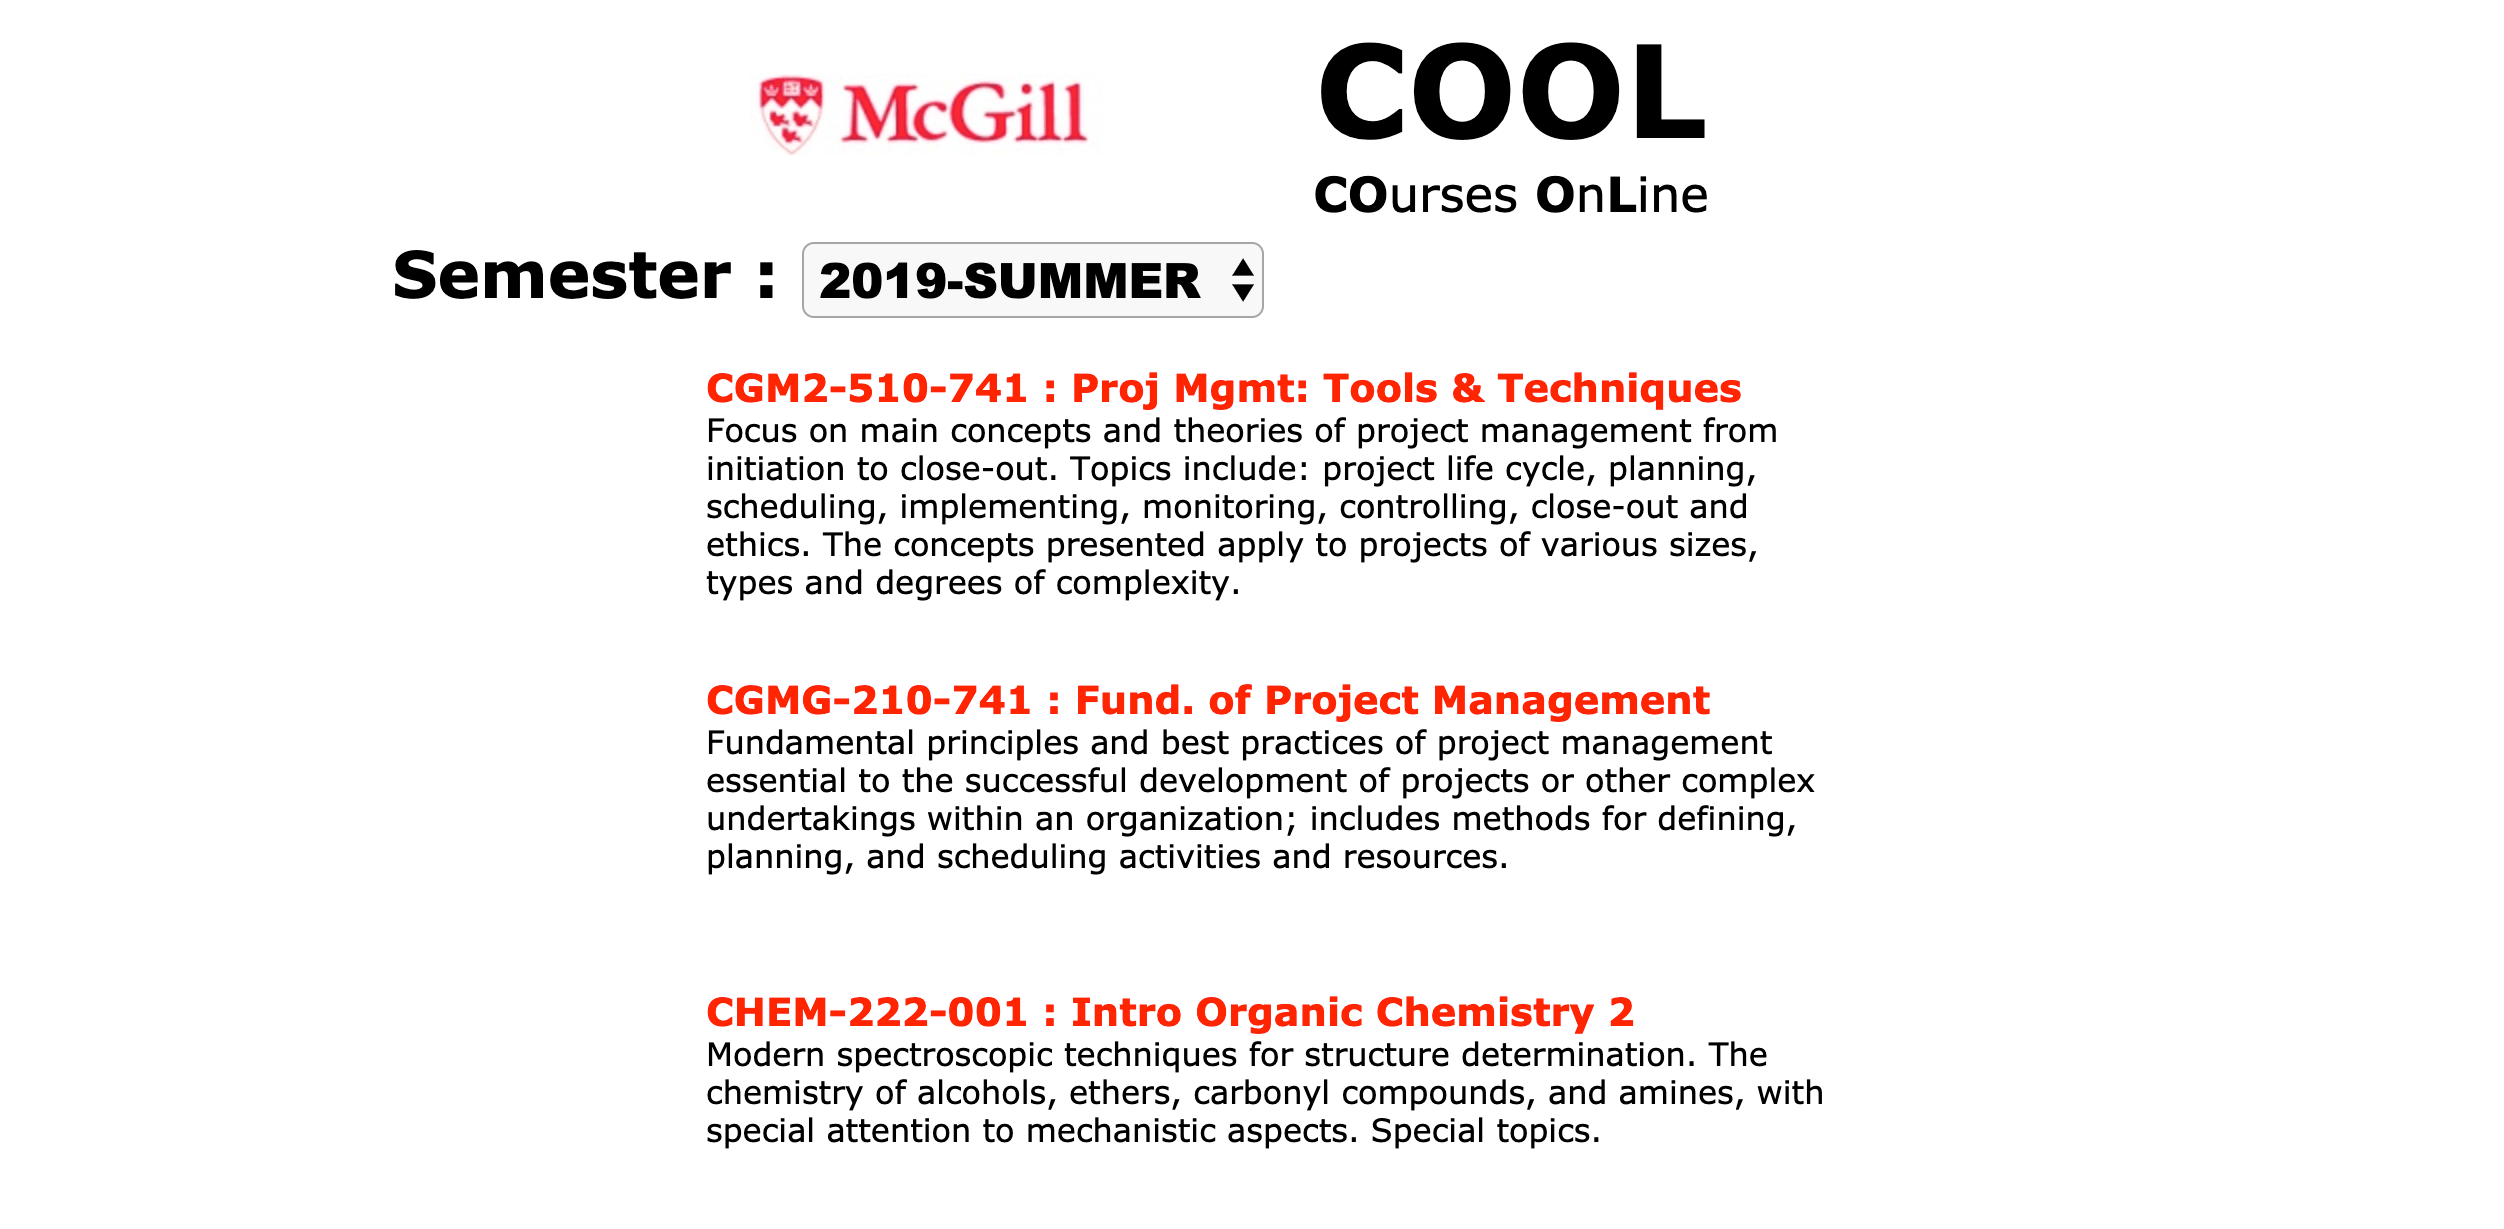 McGill
COOL
COurses OnLine
Semester : 2019-SUMMER
CGM2-510-741 : Proj Mgmt: Tools & Techniques
Focus on main concepts and theories of project management from
initiation to close-out. Topics include: project life cycle, planning,
scheduling, implementing, monitoring, controlling, close-out and
ethics. The concepts presented apply to projects of various sizes,
types and degrees of complexity.
CGMG-210-741 : Fund. of Project Management
Fundamental principles and best practices of project management
essential to the successful development of projects or other complex
undertakings within an organization; includes methods for defining,
planning, and scheduling activities and resources.
CHEM-222-001 : Intro Organic Chemistry 2
Modern spectroscopic techniques for structure determination. The
chemistry of alcohols, ethers, carbonyl compounds, and amines, with
special attention to mechanistic aspects. Special topics.